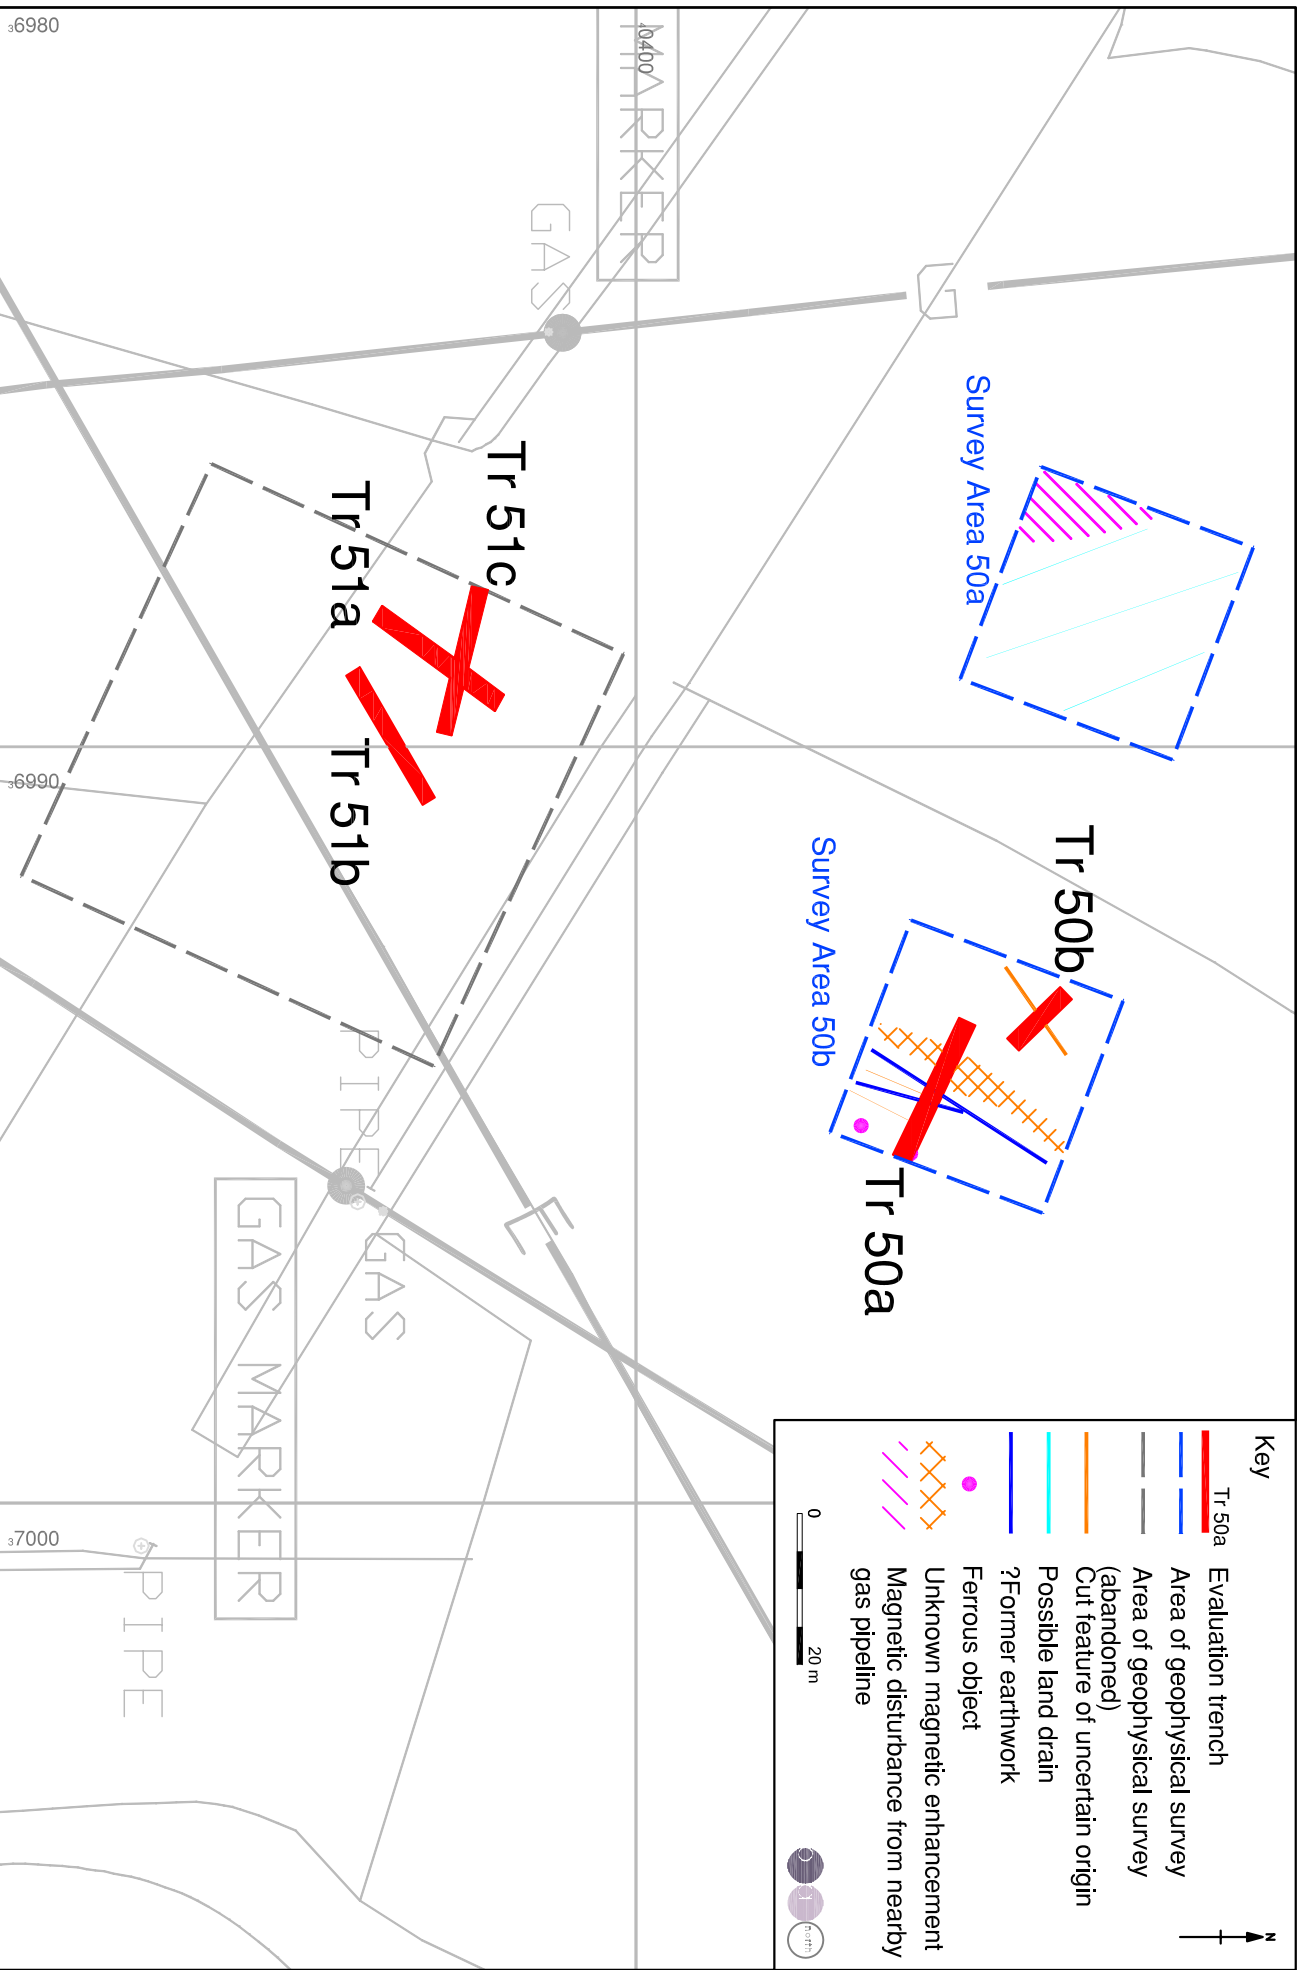 36980
40400
MARKER
GAS
G
Survey Area 50a
Tr 51c
Tr 51a
Tr 51b
36990
Tr 50b
Survey Area 50b
Tr 50a
PIPE
GAS
E
GAS MARKER
37000
PIPE
Key
Tr 50a
Evaluation trench
Area of geophysical survey
Area of geophysical survey
(abandoned)
Cut feature of uncertain origin
Possible land drain
?Former earthwork
Ferrous object
Unknown magnetic enhancement
Magnetic disturbance from nearby
gas pipeline
0
20 m
N
north